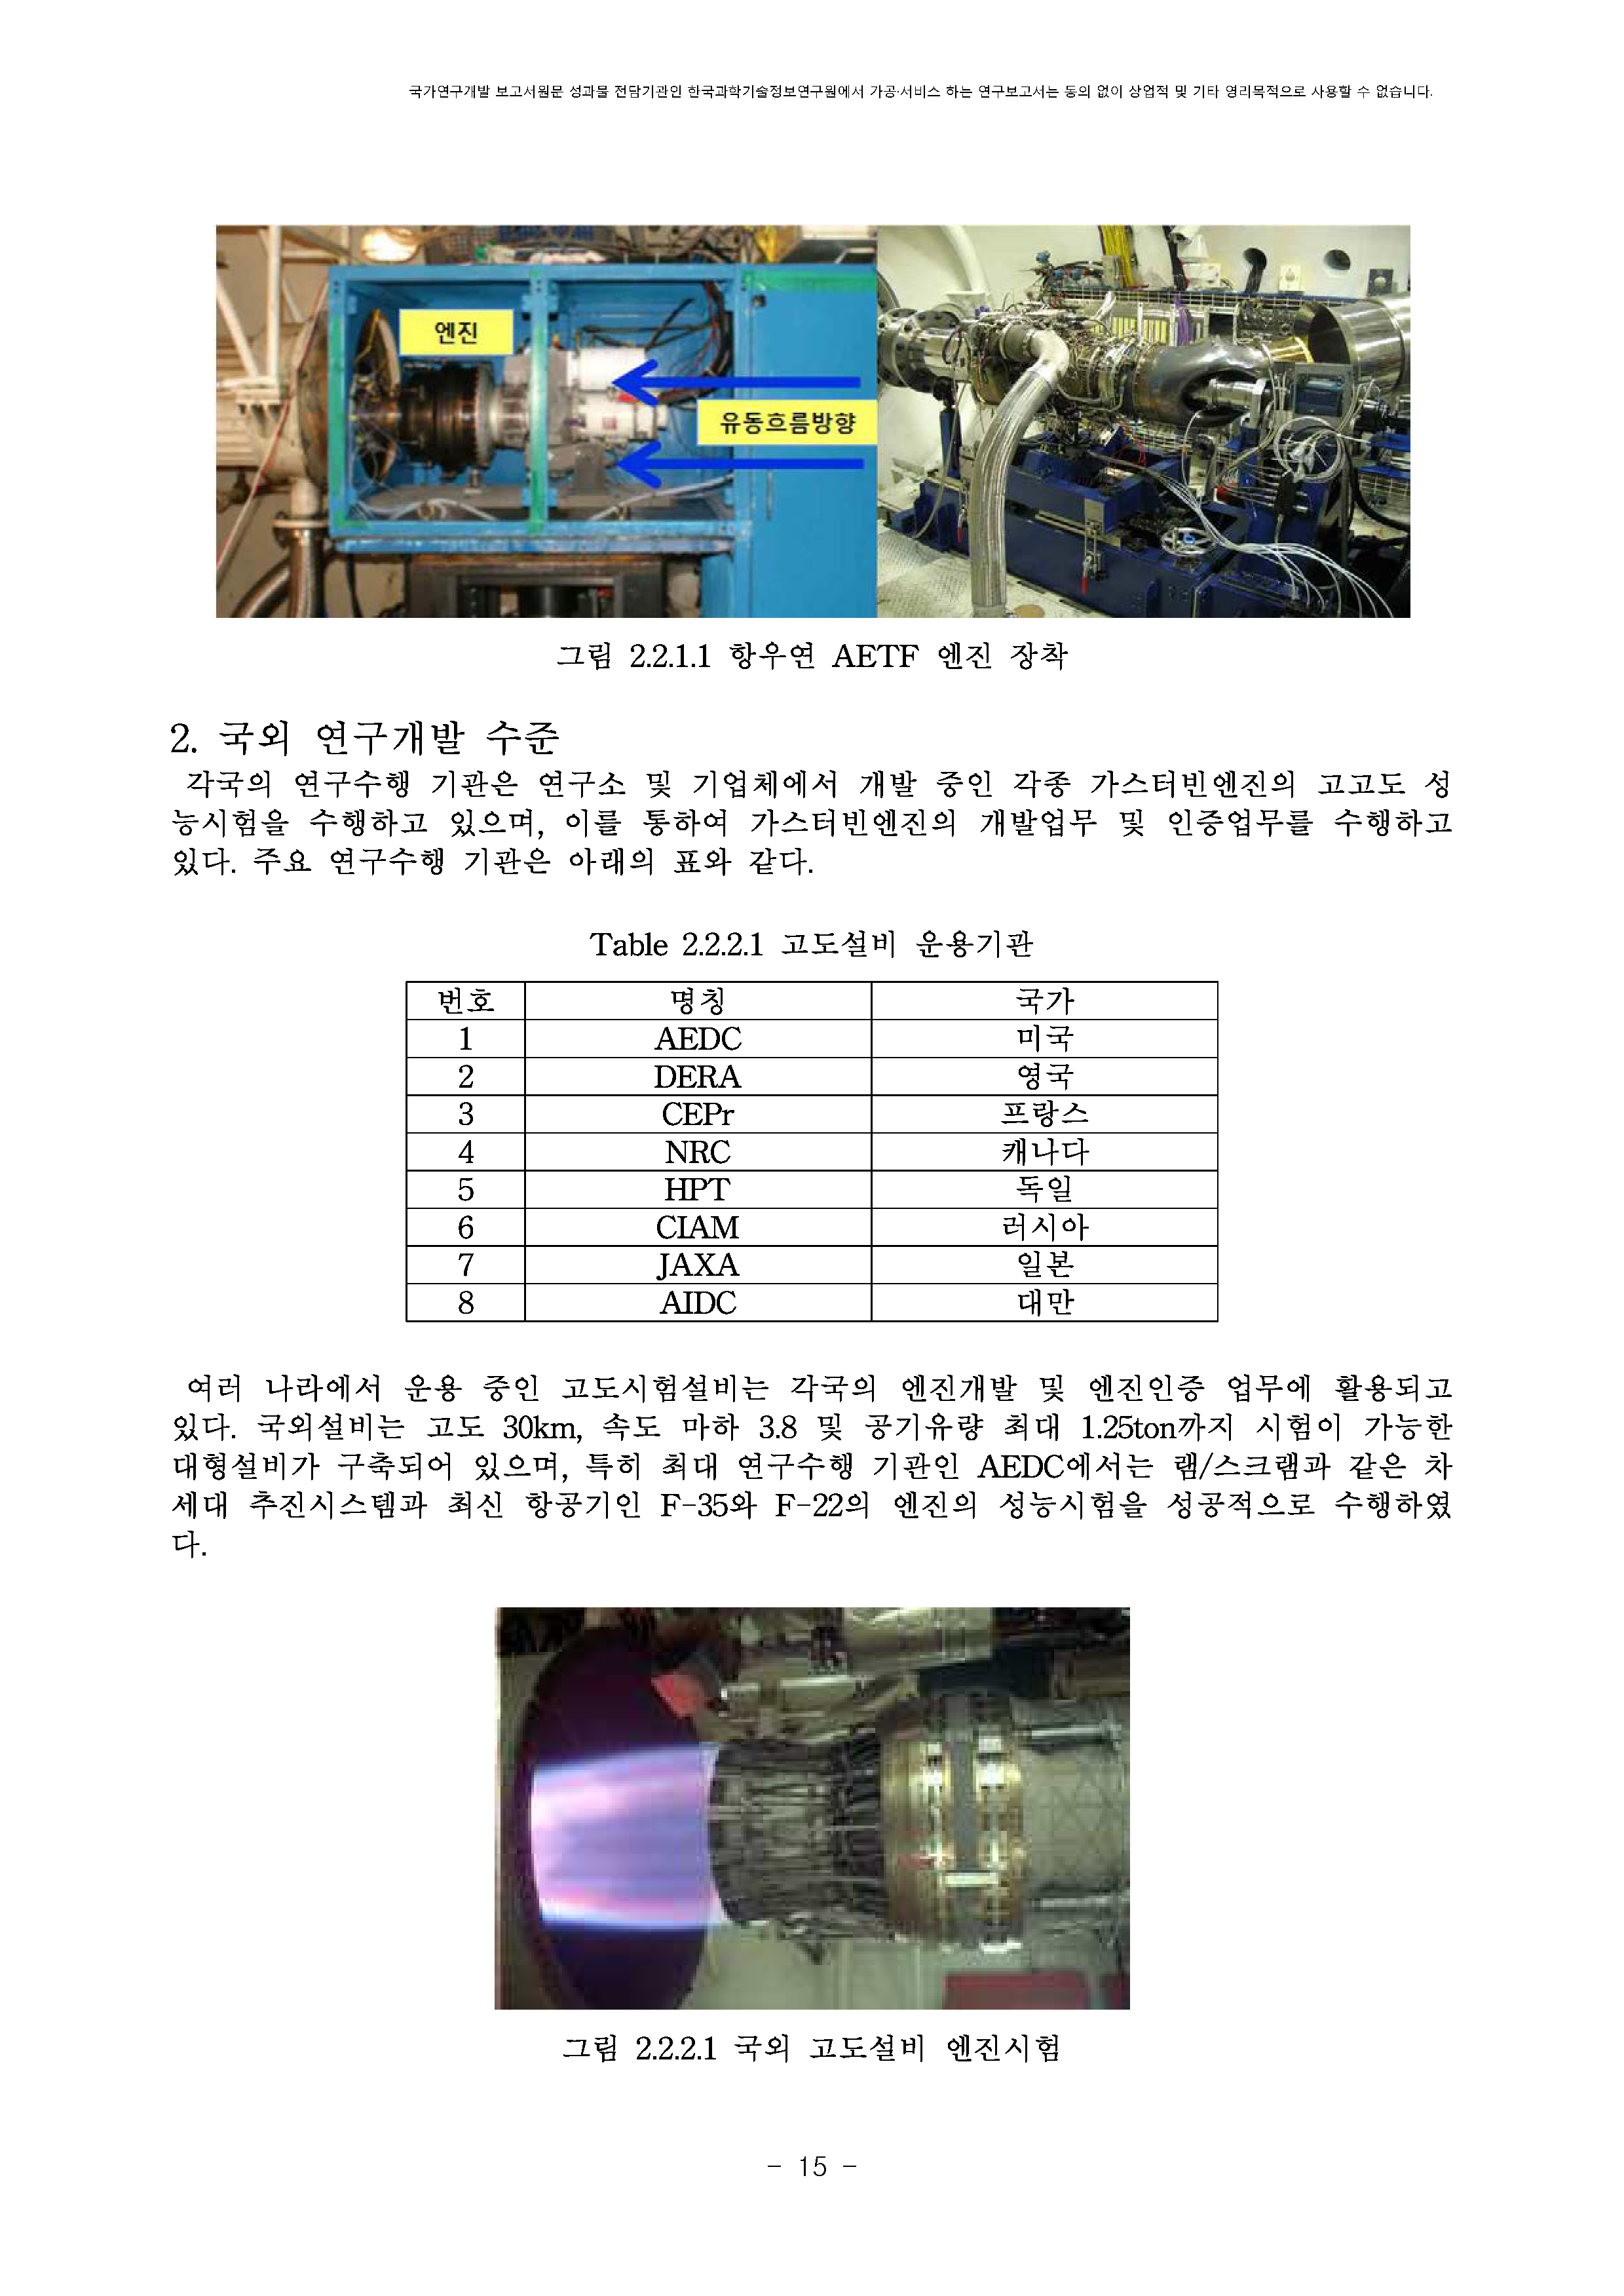 국가연구개발 보고서원문 성과물 전담기관인 한국과학기술정보연구원에서 가공·서비스 하는 연구보고서는 동의 없이 상업적 및 기타 영리목적으로 사용할 수 없습니다.
엔진
유동흐름방향
그림 2.2.1.1 항우연 AETF 엔진 장착
2. 국외 연구개발 수준
각국의 연구수행 기관은 연구소 및 기업체에서 개발 중인 각종 가스터빈엔진의 고고도 성
능시험을 수행하고 있으며, 이를 통하여 가스터빈엔진의 개발업무 및 인증업무를 수행하고
있다. 주요 연구수행 기관은 아래의 표와 같다.
Table 2.2.2.1 고도설비 운용기관
번호 명칭 국가
1 AEDC 미국
2 DERA 영국
3 CEPr 프랑스
4 NRC 캐나다
5 HPT 독일
6 CIAM 러시아
7 JAXA 일본
8 AIDC 대만
여러 나라에서 운용 중인 고도시험설비는 각국의 엔진개발 및 엔진인증 업무에 활용되고
있다. 국외설비는 고도 30km, 속도 마하 3.8 및 공기유량 최대 1.25ton까지 시험이 가능한
대형설비가 구축되어 있으며, 특히 최대 연구수행 기관인 AEDC에서는 램/스크램과 같은 차
세대 추진시스템과 최신 항공기인 F-35와 F-22의 엔진의 성능시험을 성공적으로 수행하였
다.
그림 2.2.2.1 국외 고도설비 엔진시험
- 15 -